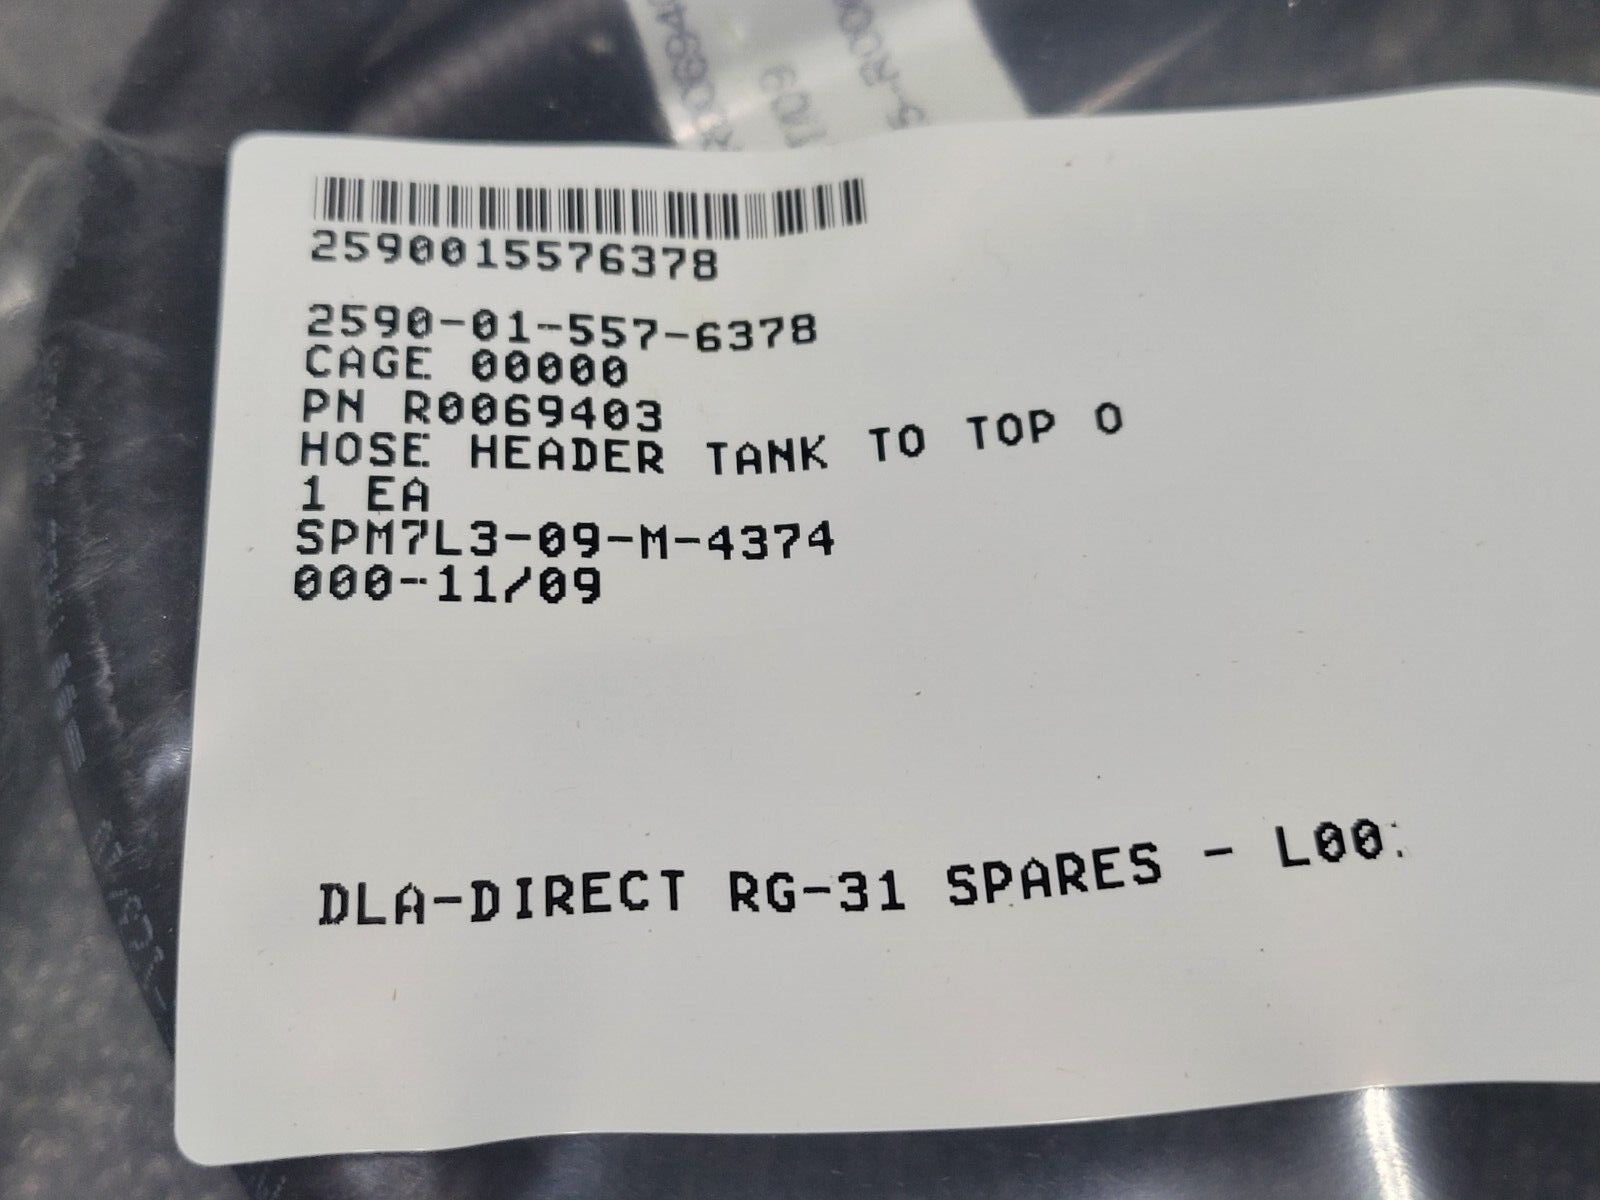 2590015576378
2590-01-557-6378
CAGE 00000
PN R0069403
HOSE HEADER TANK TO TOP O
1 EA
SPM7L3-09-M-4374
000-11/09
DLA-DIRECT RG-31 SPARES - L00